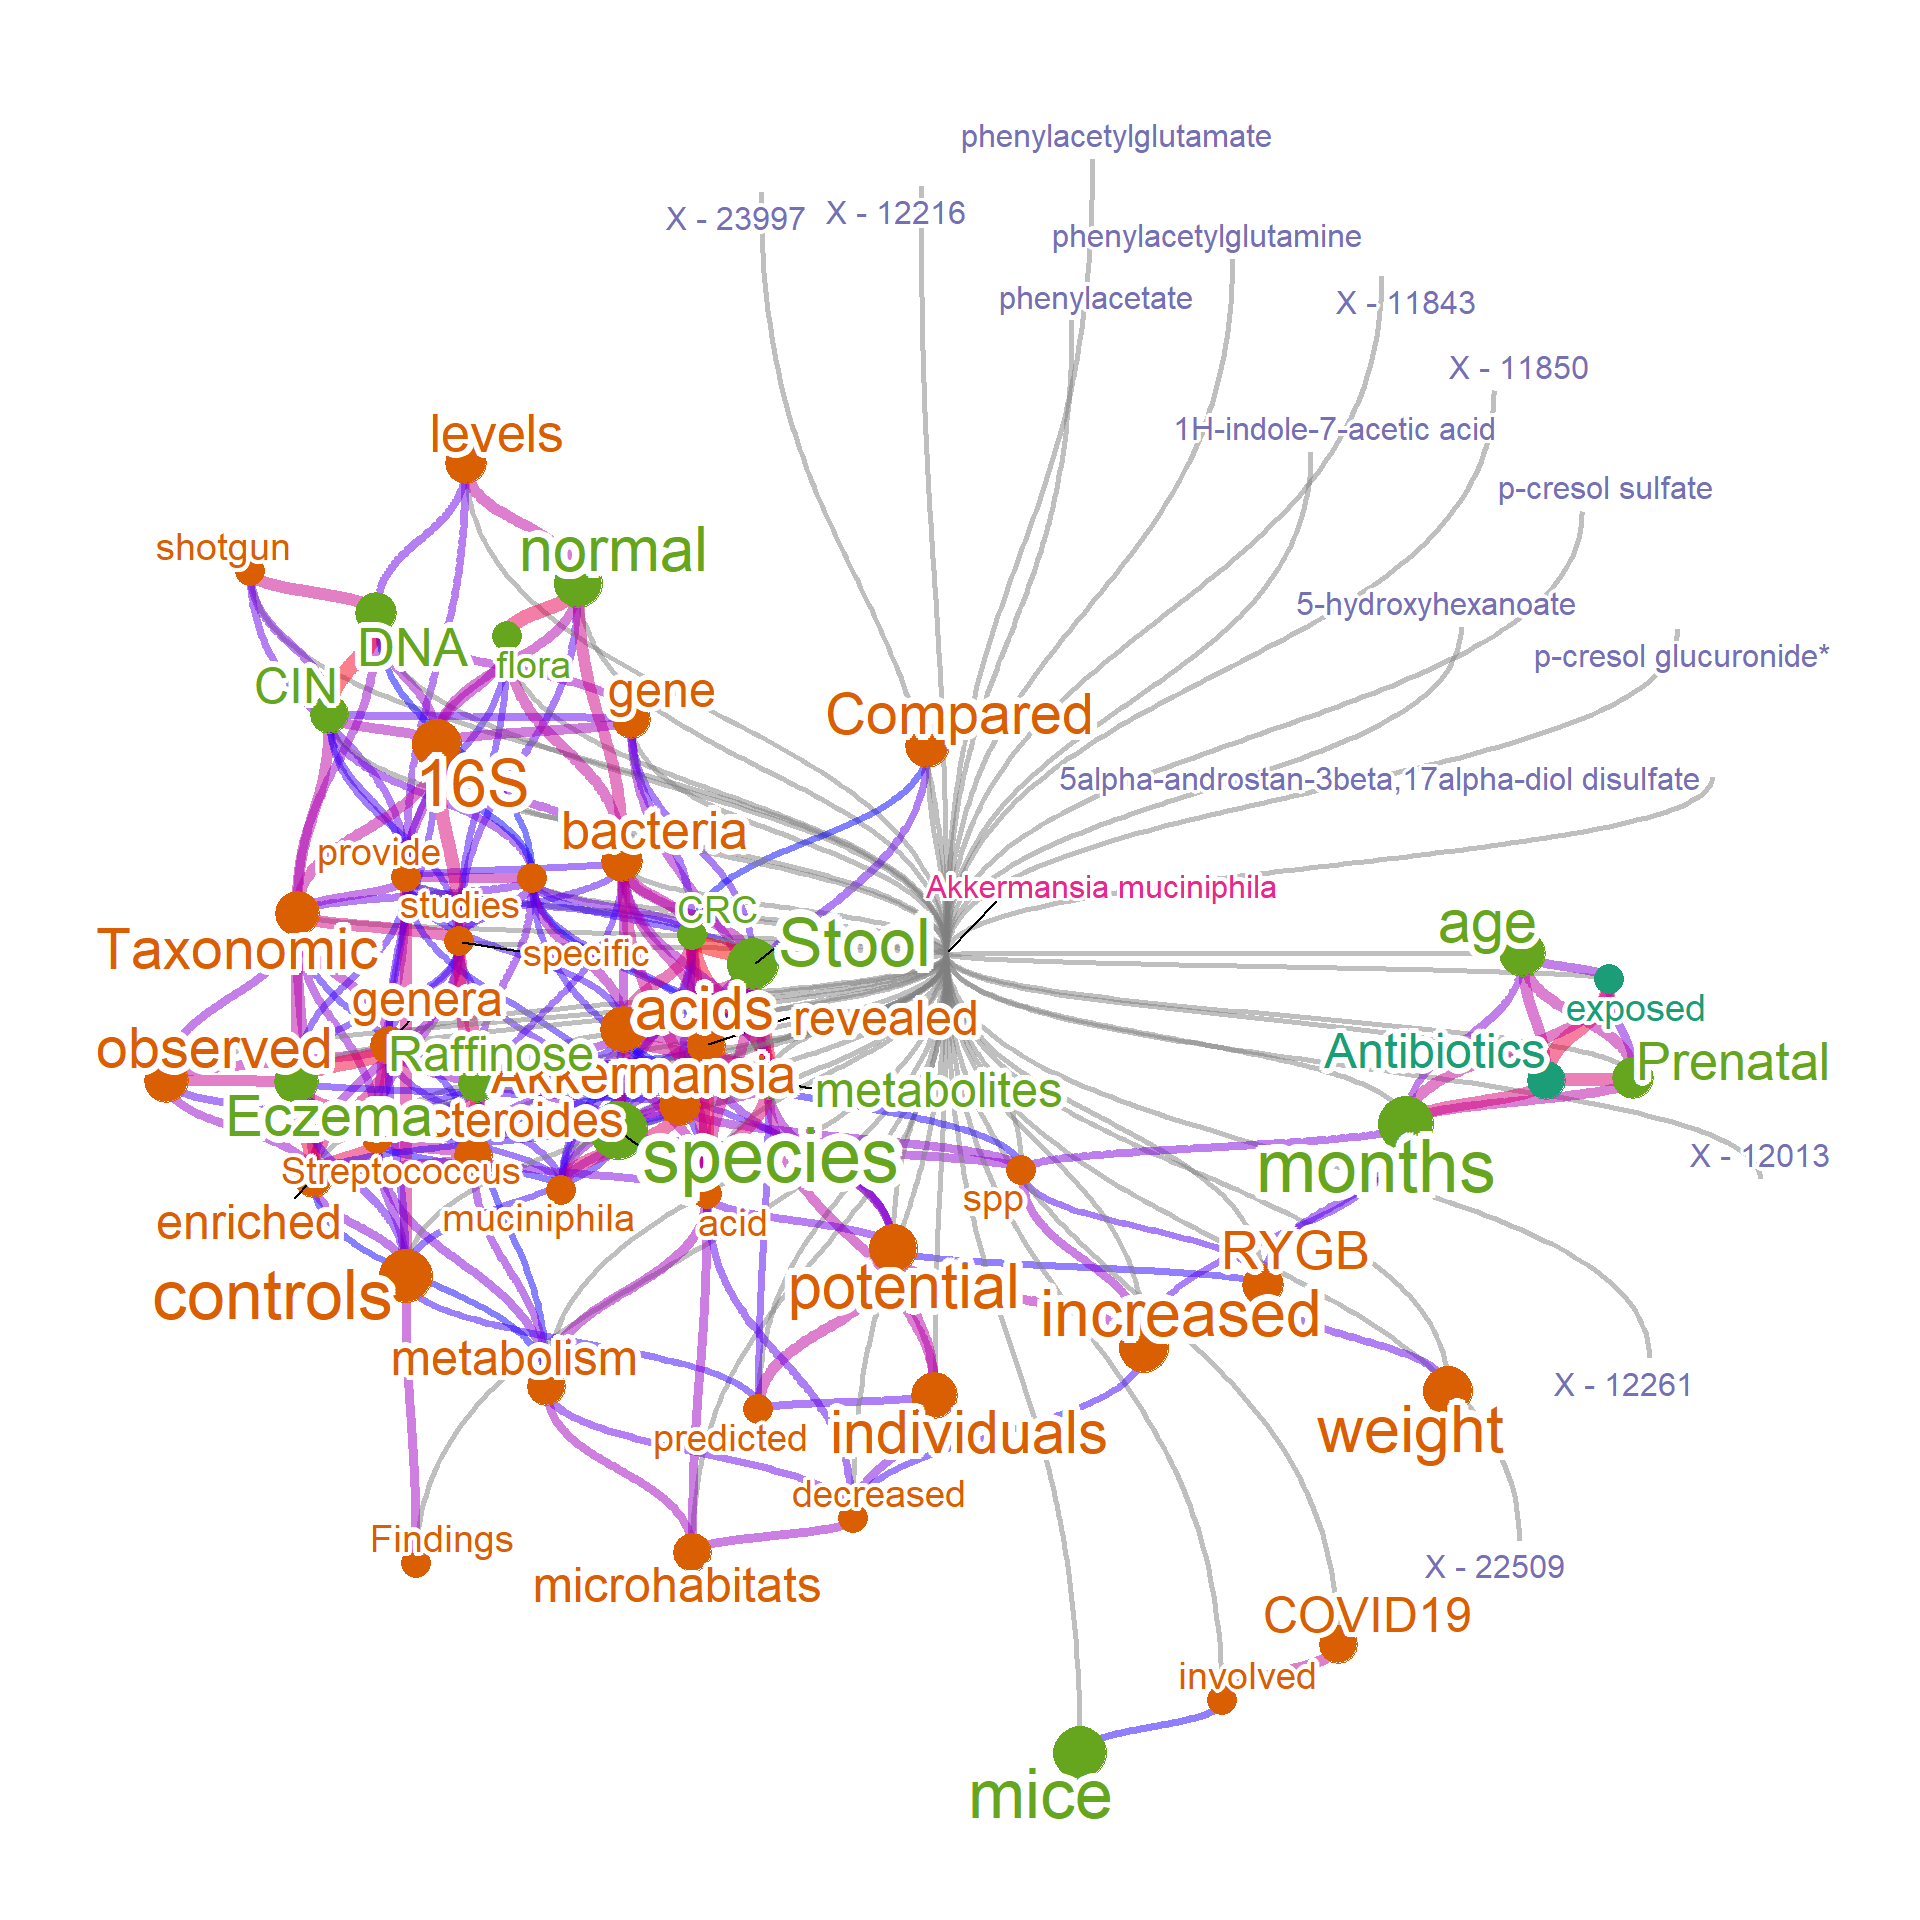 phenylacetylglutamate
X - 23997
X - 12216
phenylacetylglutamine
phenylacetate
X - 11843
X - 11850
levels
1H-indole-7-acetic acid
p-cresol sulfate
shotgun
normal
5-hydroxyhexanoate
DNA
flora
p-cresol glucuronide*
CIN
gene
Compared
16S
5alpha-androstan-3beta,17alpha-diol disulfate
bacteria
provide
Akkermansia muciniphila
studies
CRC
age
Taxonomic
specific
Stool
genera
acids
revealed
exposed
observed
Raffinose
Akkermansia
metabolites
Antibiotics
Prenatal
Eczema
cteroides
species
X - 12013
Streptococcus
months
enriched
muciniphila
acid
spp
RYGB
controls
potential
increased
metabolism
X - 12261
predicted
individuals
weight
decreased
Findings
microhabitats
X - 22509
COVID19
involved
mice